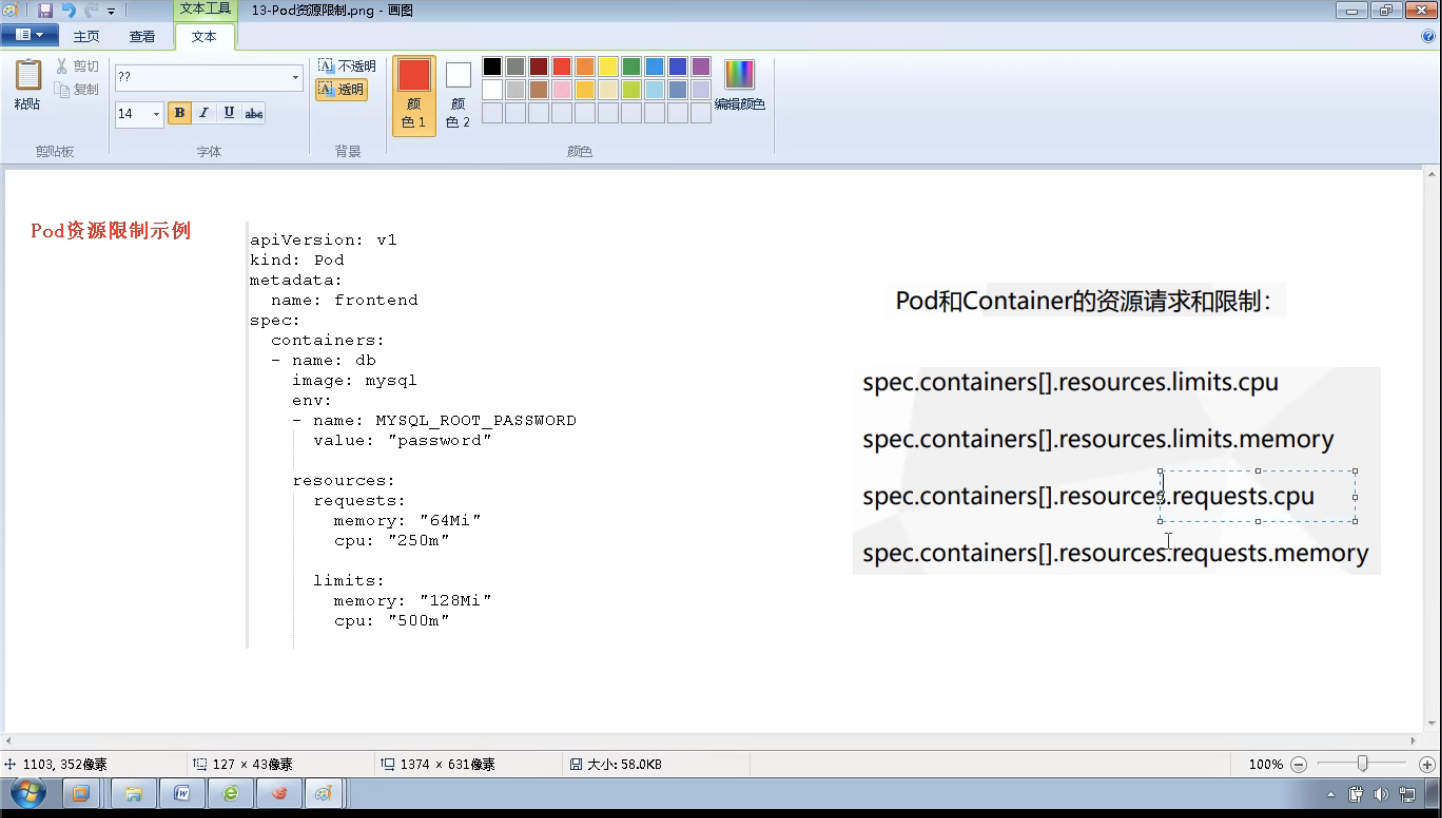 文本工具
13-Pod资源限制.png - 画图
主页
查看
文本
粘贴
剪切
复制
剪贴板
??
14
B I U abc
字体
不透明
透明
背景
颜色 1
颜色 2
编辑颜色
颜色
Pod资源限制示例
apiVersion: v1
kind: Pod
metadata:
  name: frontend
spec:
  containers:
  - name: db
    image: mysql
    env:
    - name: MYSQL_ROOT_PASSWORD
      value: "password"
    resources:
      requests:
        memory: "64Mi"
        cpu: "250m"
      limits:
        memory: "128Mi"
        cpu: "500m"
Pod和Container的资源请求和限制：
spec.containers[].resources.limits.cpu
spec.containers[].resources.limits.memory
spec.containers[].resources.requests.cpu
spec.containers[].resources.requests.memory
1103, 352像素
127 × 43像素
1374 × 631像素
大小: 58.0KB
100%